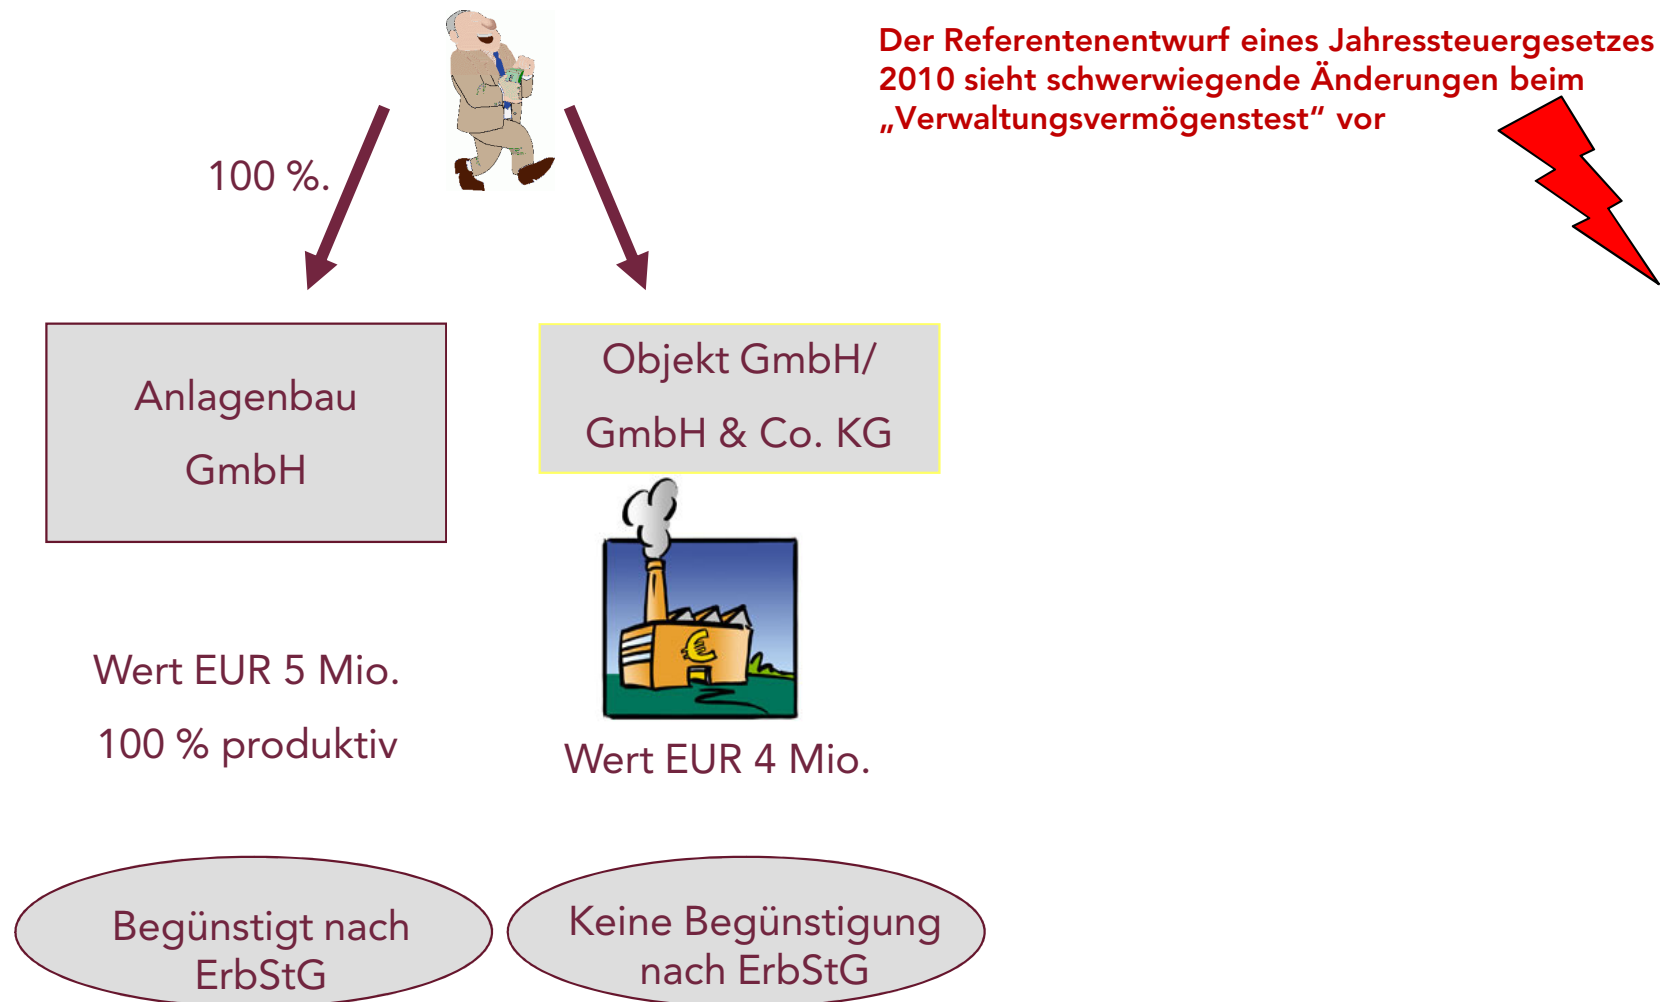 Der Referentenentwurf eines Jahressteuergesetzes
2010 sieht schwerwiegende Änderungen beim
„Verwaltungsvermögenstest“ vor
100 %.
Anlagenbau
GmbH
Objekt GmbH/
GmbH & Co. KG
€
Wert EUR 5 Mio.
100 % produktiv
Wert EUR 4 Mio.
Begünstigt nach
ErbStG
Keine Begünstigung
nach ErbStG